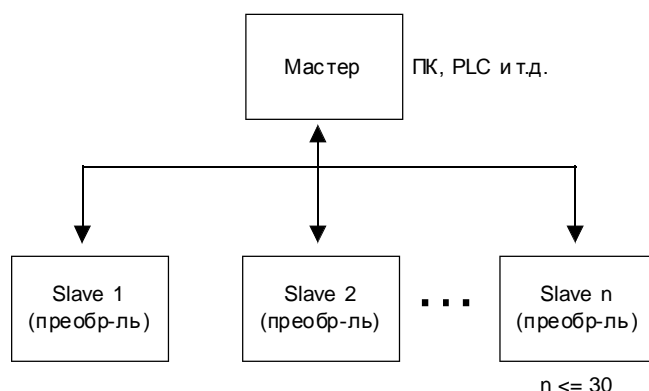 Мастер
ПК, PLC и т.д.
Slave 1
(преобр-ль)
Slave 2
(преобр-ль)
Slave n
(преобр-ль)
n <= 30